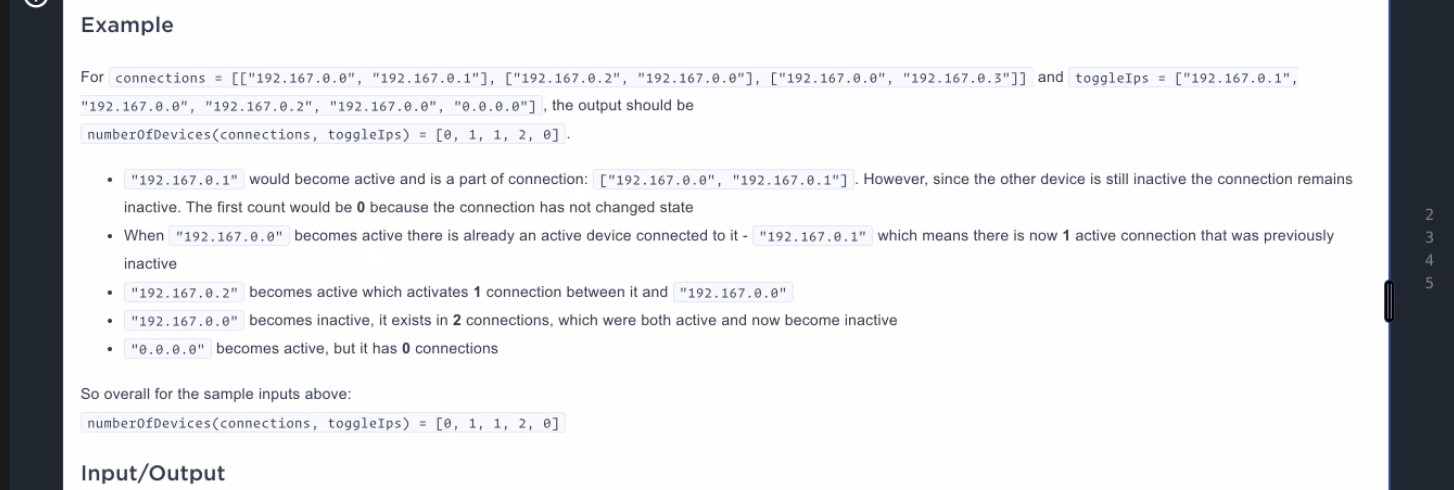 Example
For connections = [["192.167.0.0", "192.167.0.1"], ["192.167.0.2", "192.167.0.0"], ["192.167.0.0", "192.167.0.3"]] and toggleIps = ["192.167.0.1",
"192.167.0.0", "192.167.0.2", "192.167.0.0", "0.0.0.0"], the output should be
numberOfDevices(connections, toggleIps) = [0, 1, 1, 2, 0].
• "192.167.0.1" would become active and is a part of connection: ["192.167.0.0", "192.167.0.1"]. However, since the other device is still inactive the connection remains
inactive. The first count would be 0 because the connection has not changed state
• When "192.167.0.0" becomes active there is already an active device connected to it - "192.167.0.1" which means there is now 1 active connection that was previously
inactive
• "192.167.0.2" becomes active which activates 1 connection between it and "192.167.0.0"
• "192.167.0.0" becomes inactive, it exists in 2 connections, which were both active and now become inactive
• "0.0.0.0" becomes active, but it has 0 connections
So overall for the sample inputs above:
numberOfDevices(connections, toggleIps) = [0, 1, 1, 2, 0]
Input/Output
2
3
4
5